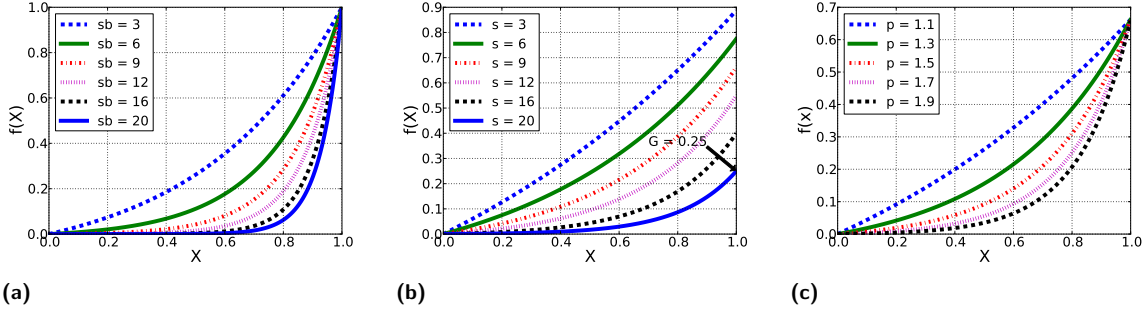 1.0
0.8
0.6
0.4
0.2
0.0
f(X)
sb = 3
sb = 6
sb = 9
sb = 12
sb = 16
sb = 20
0.0 0.2 0.4 0.6 0.8 1.0
X
(a)
0.9
0.8
0.7
0.6
0.5
0.4
0.3
0.2
0.1
0.0
f(X)
s = 3
s = 6
s = 9
s = 12
s = 16
s = 20
G = 0.25
0.0 0.2 0.4 0.6 0.8 1.0
X
(b)
0.7
0.6
0.5
0.4
0.3
0.2
0.1
0.0
f(x)
p = 1.1
p = 1.3
p = 1.5
p = 1.7
p = 1.9
0.0 0.2 0.4 0.6 0.8 1.0
X
(c)